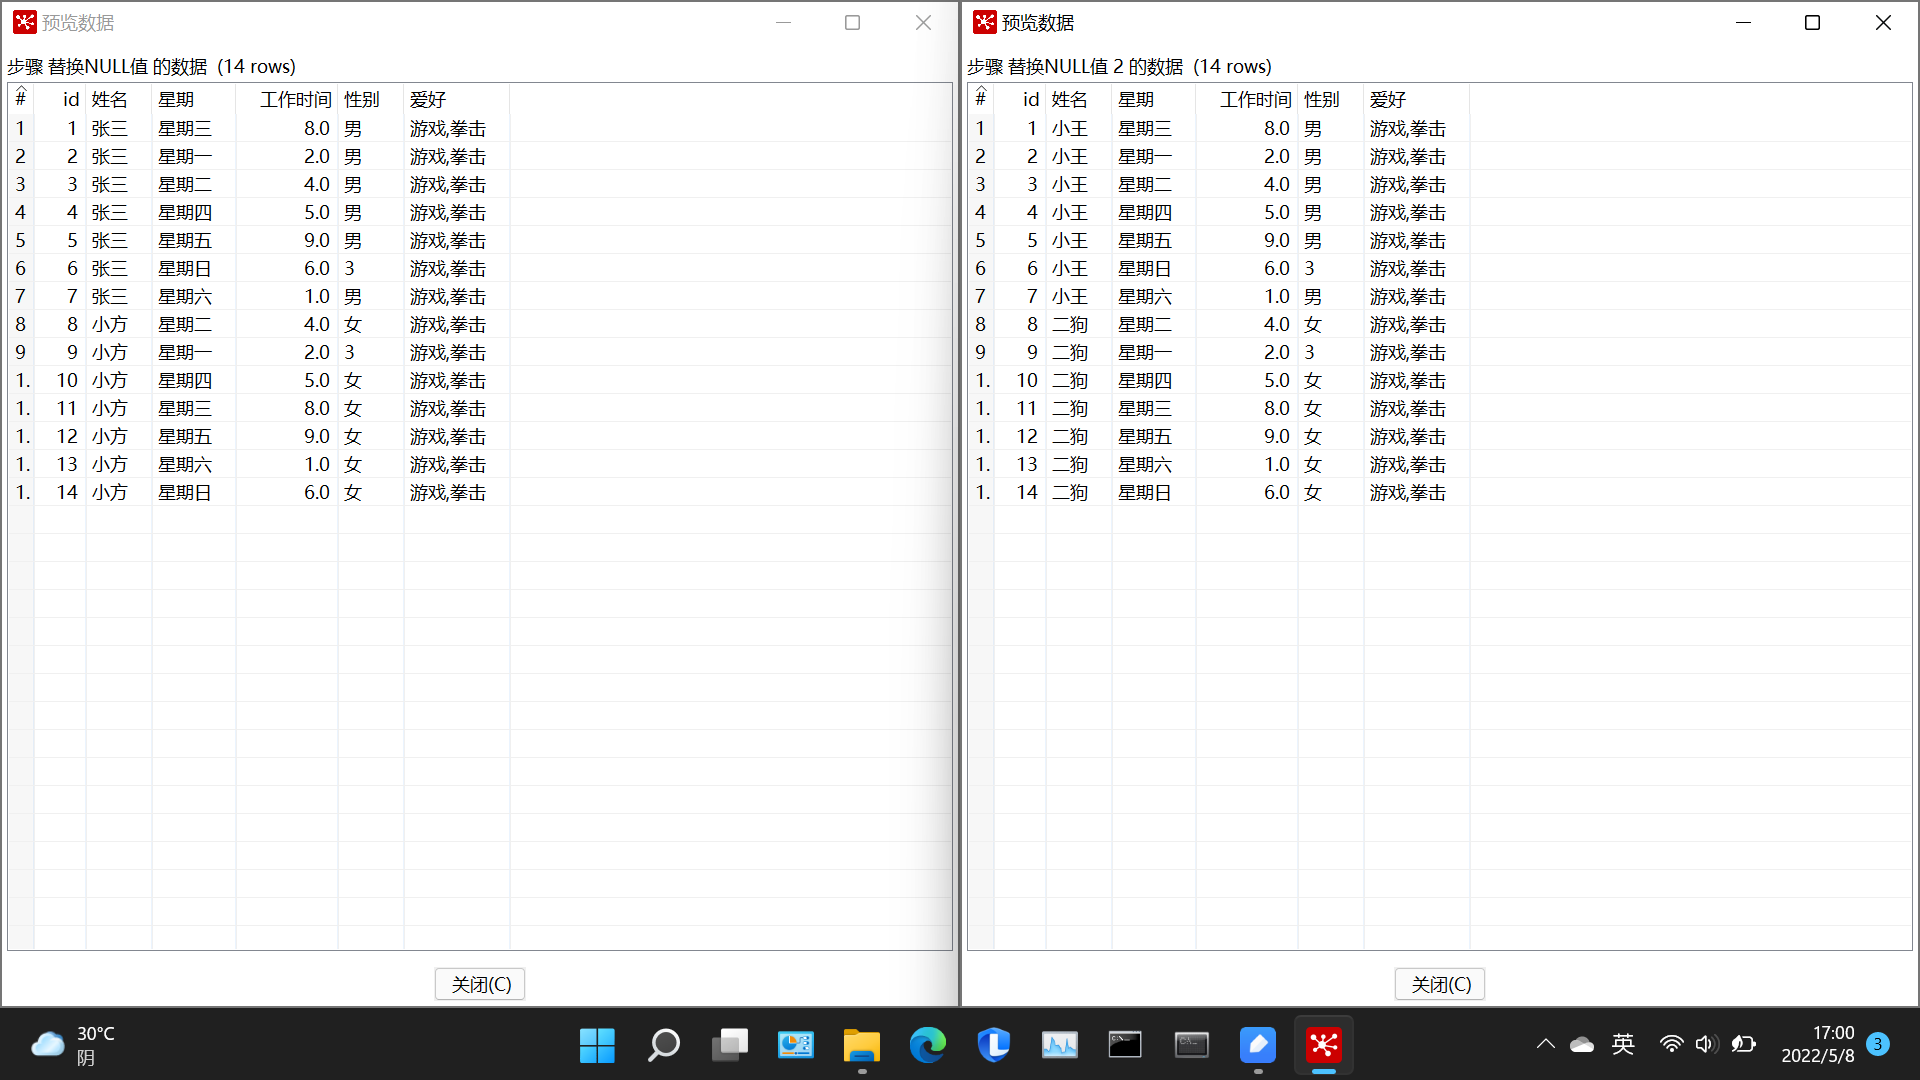 预览数据
步骤 替换NULL值 的数据 (14 rows)
# id 姓名 星期 工作时间 性别 爱好
1 1 张三 星期三 8.0 男 游戏,拳击
2 2 张三 星期一 2.0 男 游戏,拳击
3 3 张三 星期二 4.0 男 游戏,拳击
4 4 张三 星期四 5.0 男 游戏,拳击
5 5 张三 星期五 9.0 男 游戏,拳击
6 6 张三 星期日 6.0 3 游戏,拳击
7 7 张三 星期六 1.0 男 游戏,拳击
8 8 小方 星期二 4.0 女 游戏,拳击
9 9 小方 星期一 2.0 3 游戏,拳击
1. 10 小方 星期四 5.0 女 游戏,拳击
1. 11 小方 星期三 8.0 女 游戏,拳击
1. 12 小方 星期五 9.0 女 游戏,拳击
1. 13 小方 星期六 1.0 女 游戏,拳击
1. 14 小方 星期日 6.0 女 游戏,拳击
关闭(C)
预览数据
步骤 替换NULL值 2 的数据 (14 rows)
# id 姓名 星期 工作时间 性别 爱好
1 1 小王 星期三 8.0 男 游戏,拳击
2 2 小王 星期一 2.0 男 游戏,拳击
3 3 小王 星期二 4.0 男 游戏,拳击
4 4 小王 星期四 5.0 男 游戏,拳击
5 5 小王 星期五 9.0 男 游戏,拳击
6 6 小王 星期日 6.0 3 游戏,拳击
7 7 小王 星期六 1.0 男 游戏,拳击
8 8 二狗 星期二 4.0 女 游戏,拳击
9 9 二狗 星期一 2.0 3 游戏,拳击
1. 10 二狗 星期四 5.0 女 游戏,拳击
1. 11 二狗 星期三 8.0 女 游戏,拳击
1. 12 二狗 星期五 9.0 女 游戏,拳击
1. 13 二狗 星期六 1.0 女 游戏,拳击
1. 14 二狗 星期日 6.0 女 游戏,拳击
关闭(C)
30°C
阴
英
17:00
2022/5/8
3